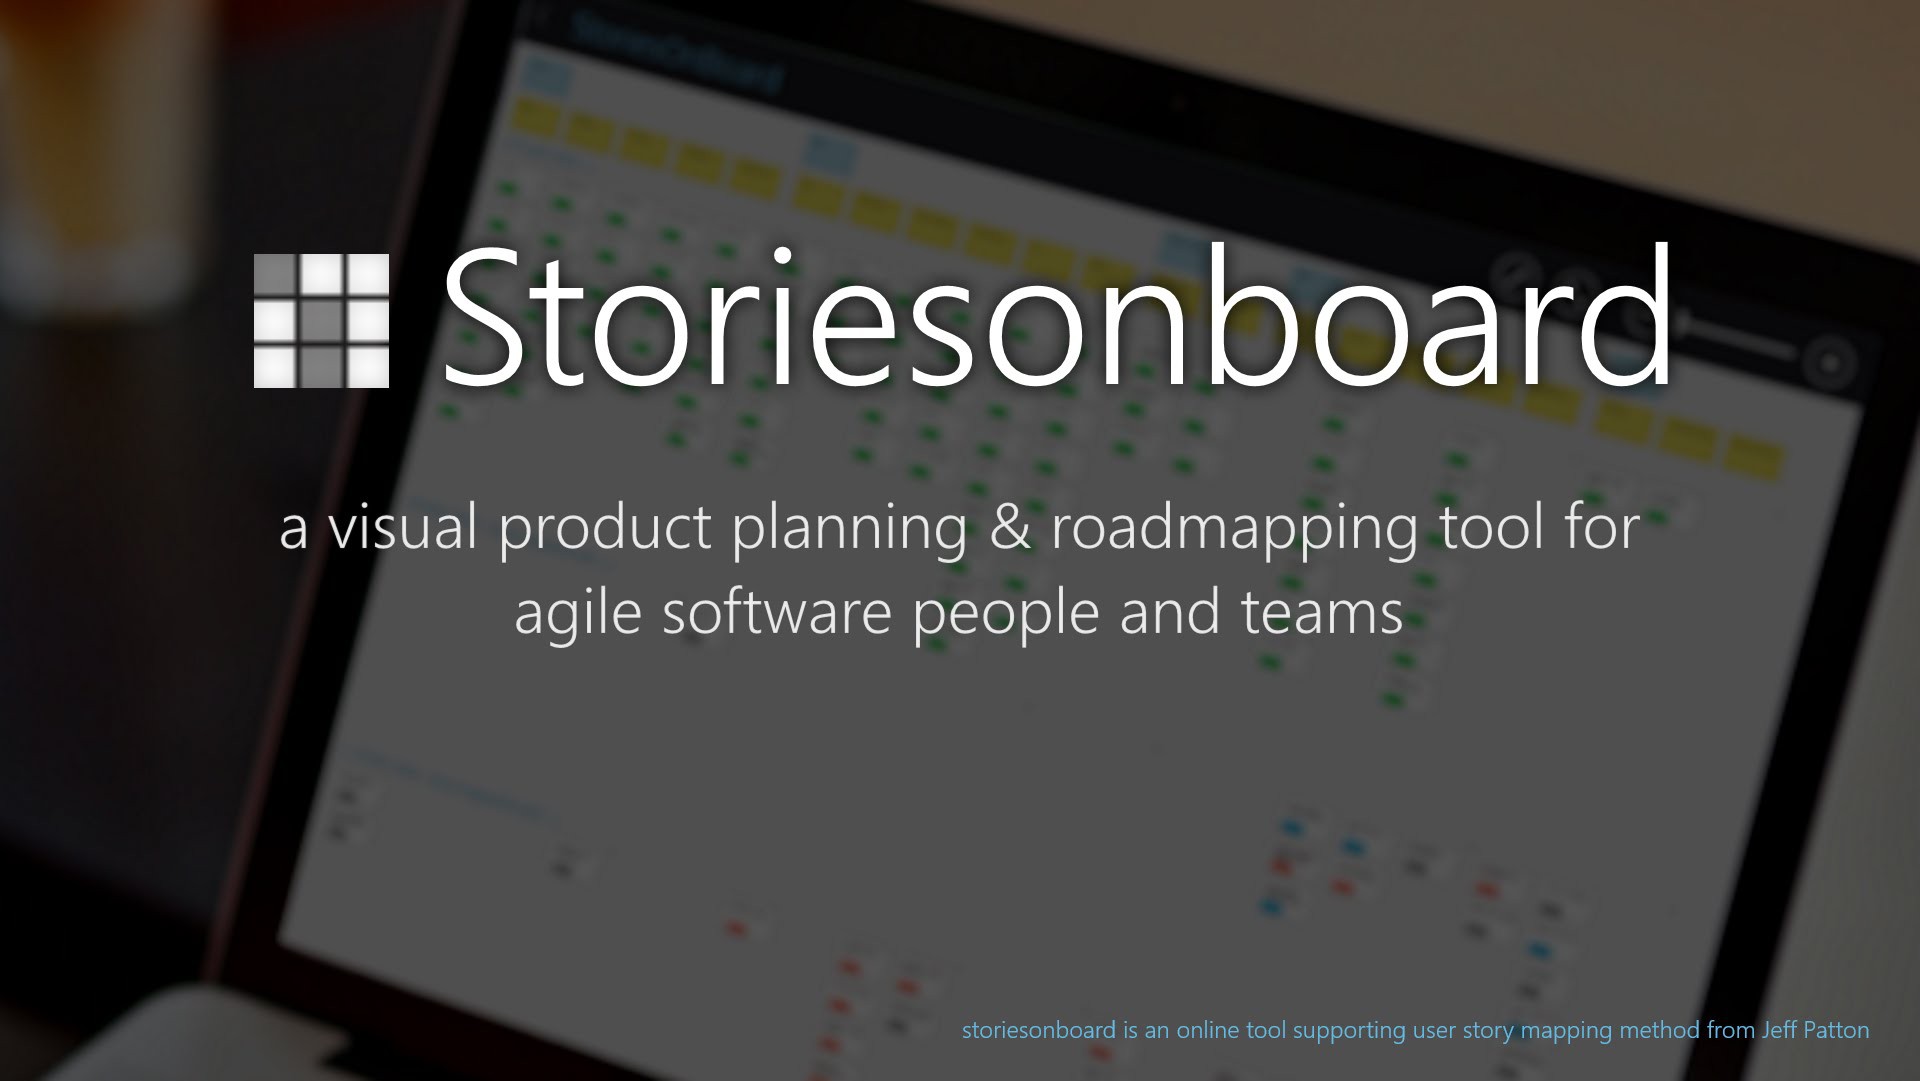 Storiesonboard
a visual product planning & roadmapping tool for
agile software people and teams
storiesonboard is an online tool supporting user story mapping method from Jeff Patton